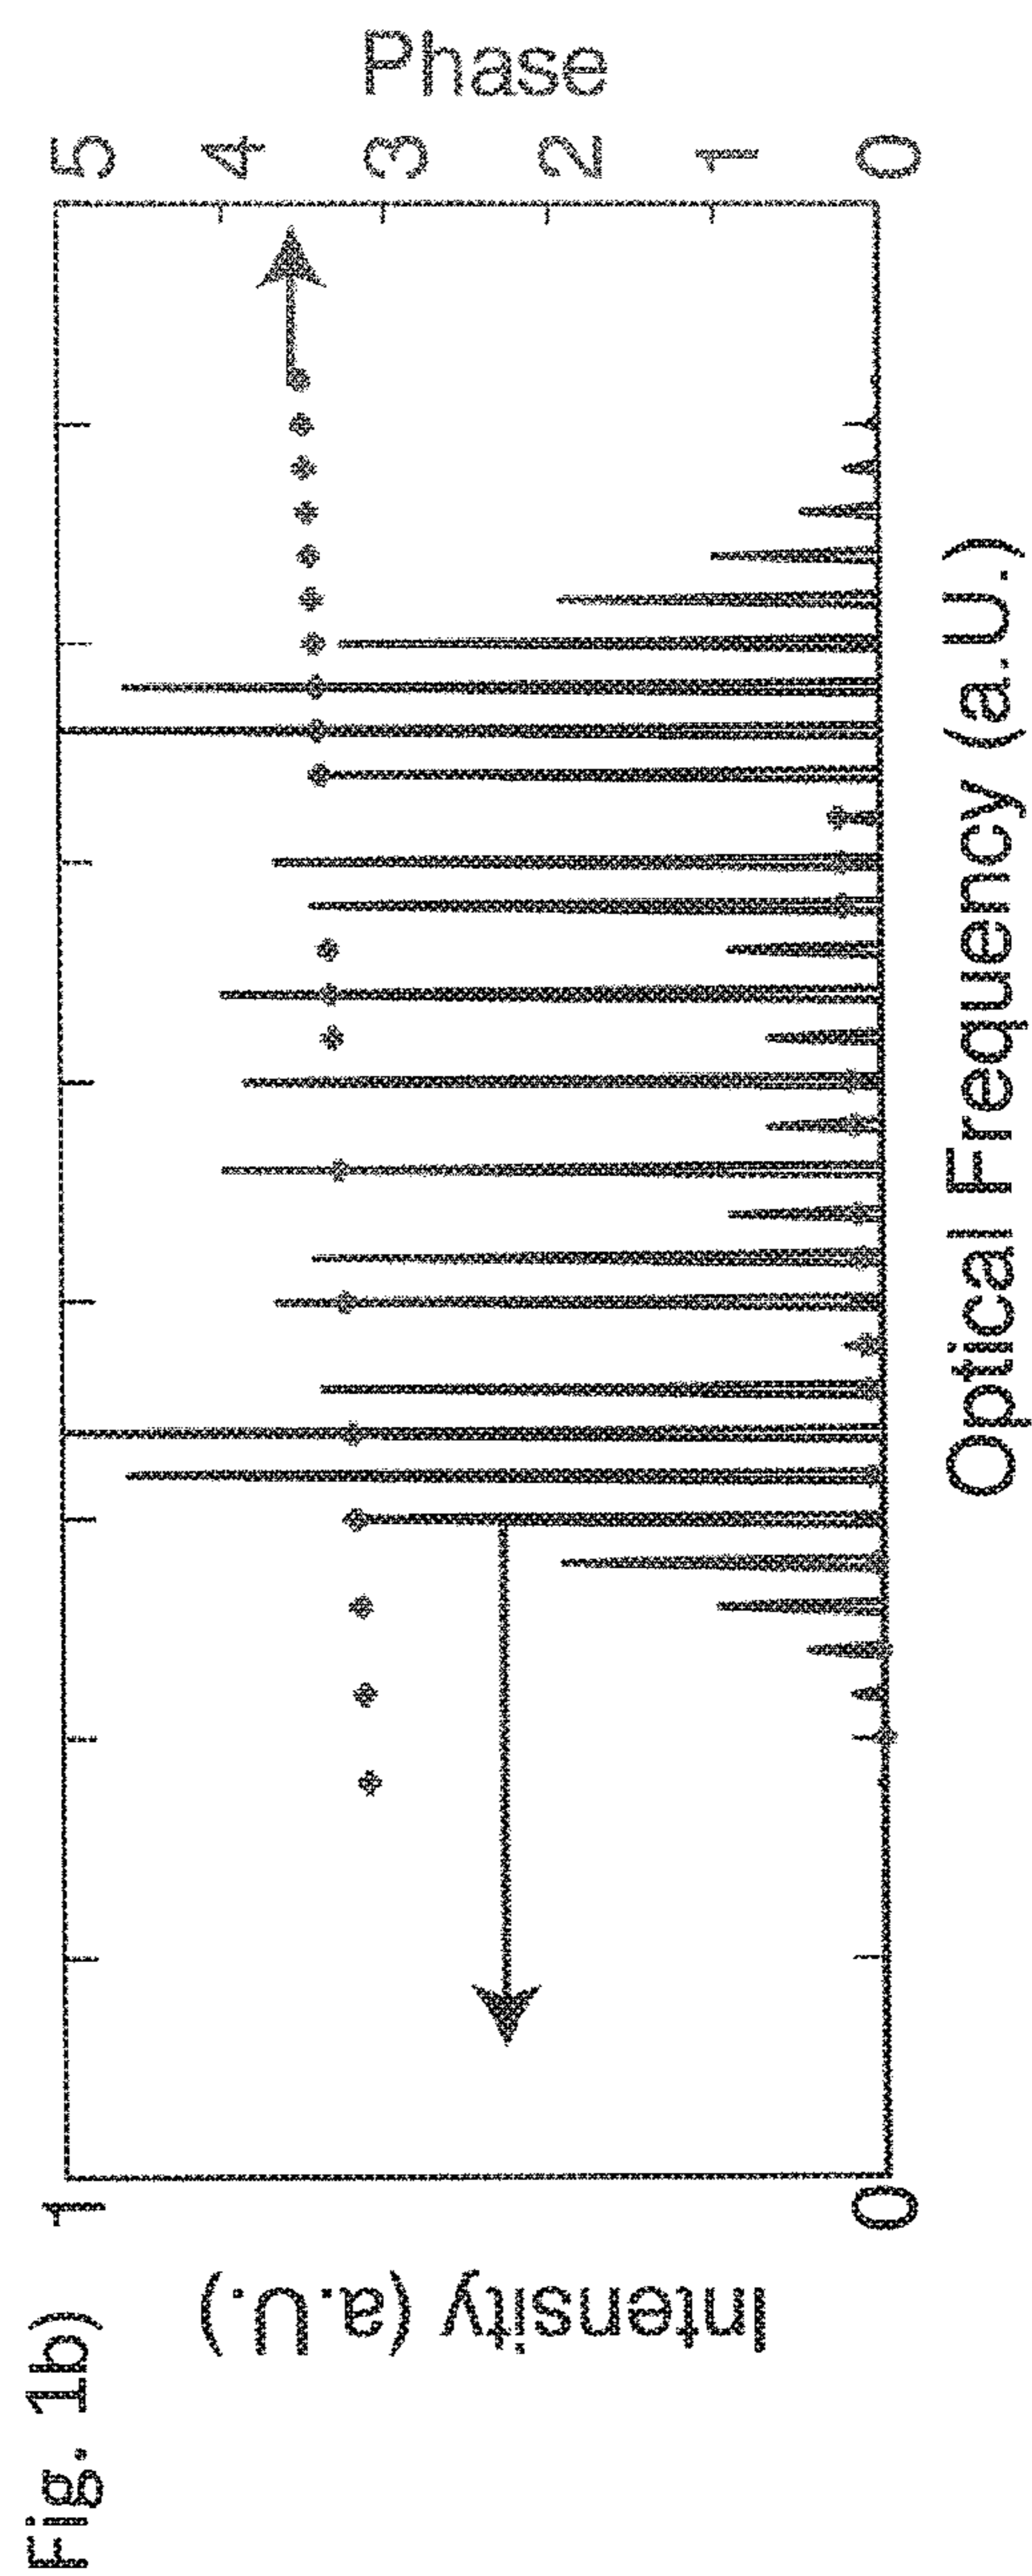 Fig. 1b)
Intensity (a.U.)
1
0
Optical Frequency (a.U.)
5
4
3
2
1
0
Phase